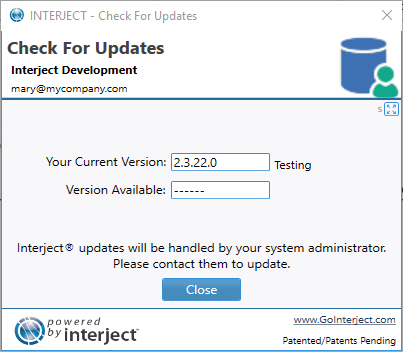 INTERJECT - Check For Updates
Check For Updates
Interject Development
mary@mycompany.com
s
Your Current Version: 2.3.22.0 Testing
Version Available: ------
Interject® updates will be handled by your system administrator.
Please contact them to update.
Close
powered by interject™
www.GoInterject.com
Patented/Patents Pending